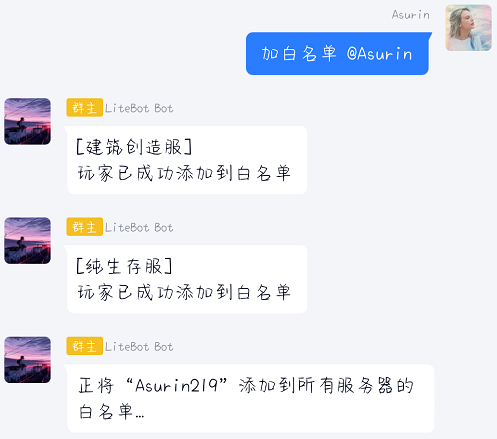 Asurin
加白名单 @Asurin
群主 LiteBot Bot
[建筑创造服]
玩家已成功添加到白名单
群主 LiteBot Bot
[纯生存服]
玩家已成功添加到白名单
群主 LiteBot Bot
正将“Asurin219”添加到所有服务器的
白名单...